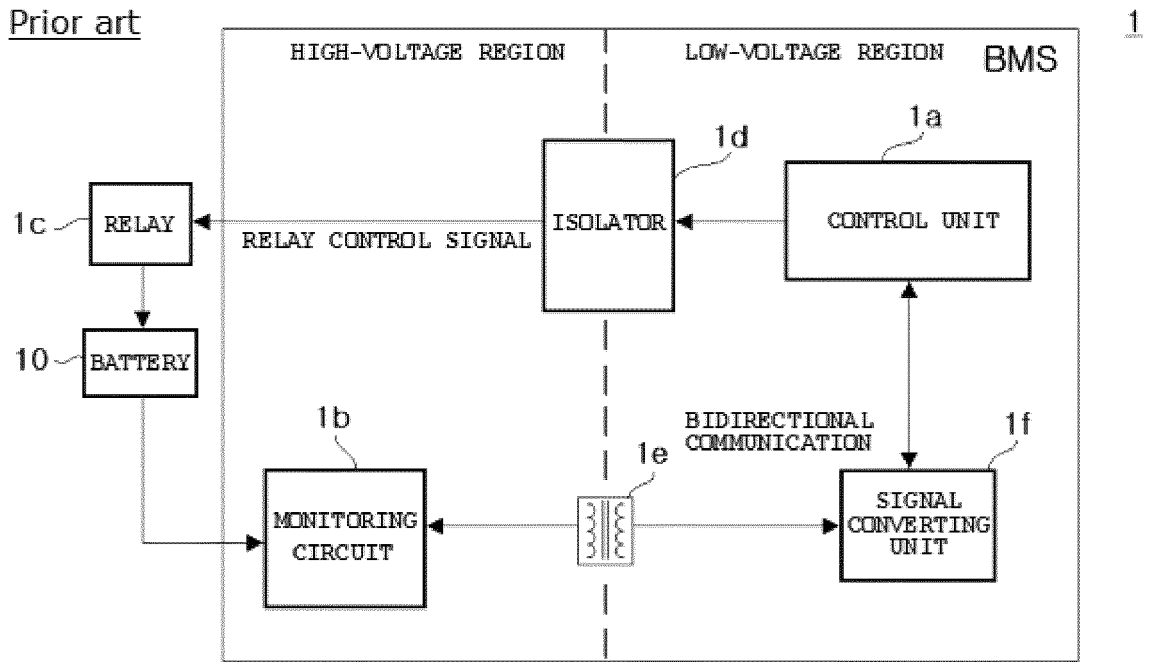 Prior art
1
HIGH-VOLTAGE REGION
LOW-VOLTAGE REGION
BMS
1d
1a
1c
RELAY
ISOLATOR
CONTROL UNIT
RELAY CONTROL SIGNAL
10
BATTERY
1b
BIDIRECTIONAL
COMMUNICATION
1e
1f
MONITORING
CIRCUIT
SIGNAL
CONVERTING
UNIT